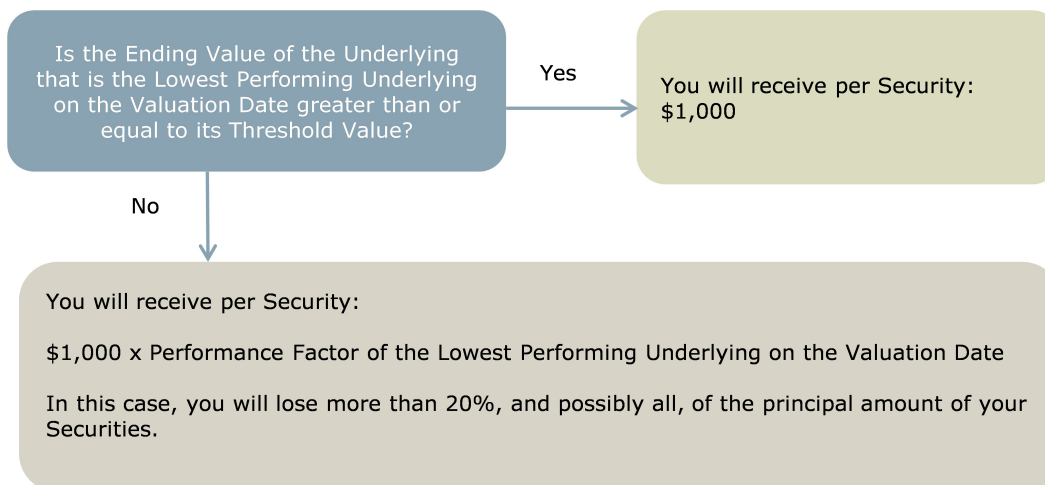 Is the Ending Value of the Underlying
that is the Lowest Performing Underlying
on the Valuation Date greater than or
equal to its Threshold Value?
Yes
You will receive per Security:
$1,000
No
You will receive per Security:
$1,000 x Performance Factor of the Lowest Performing Underlying on the Valuation Date
In this case, you will lose more than 20%, and possibly all, of the principal amount of your
Securities.